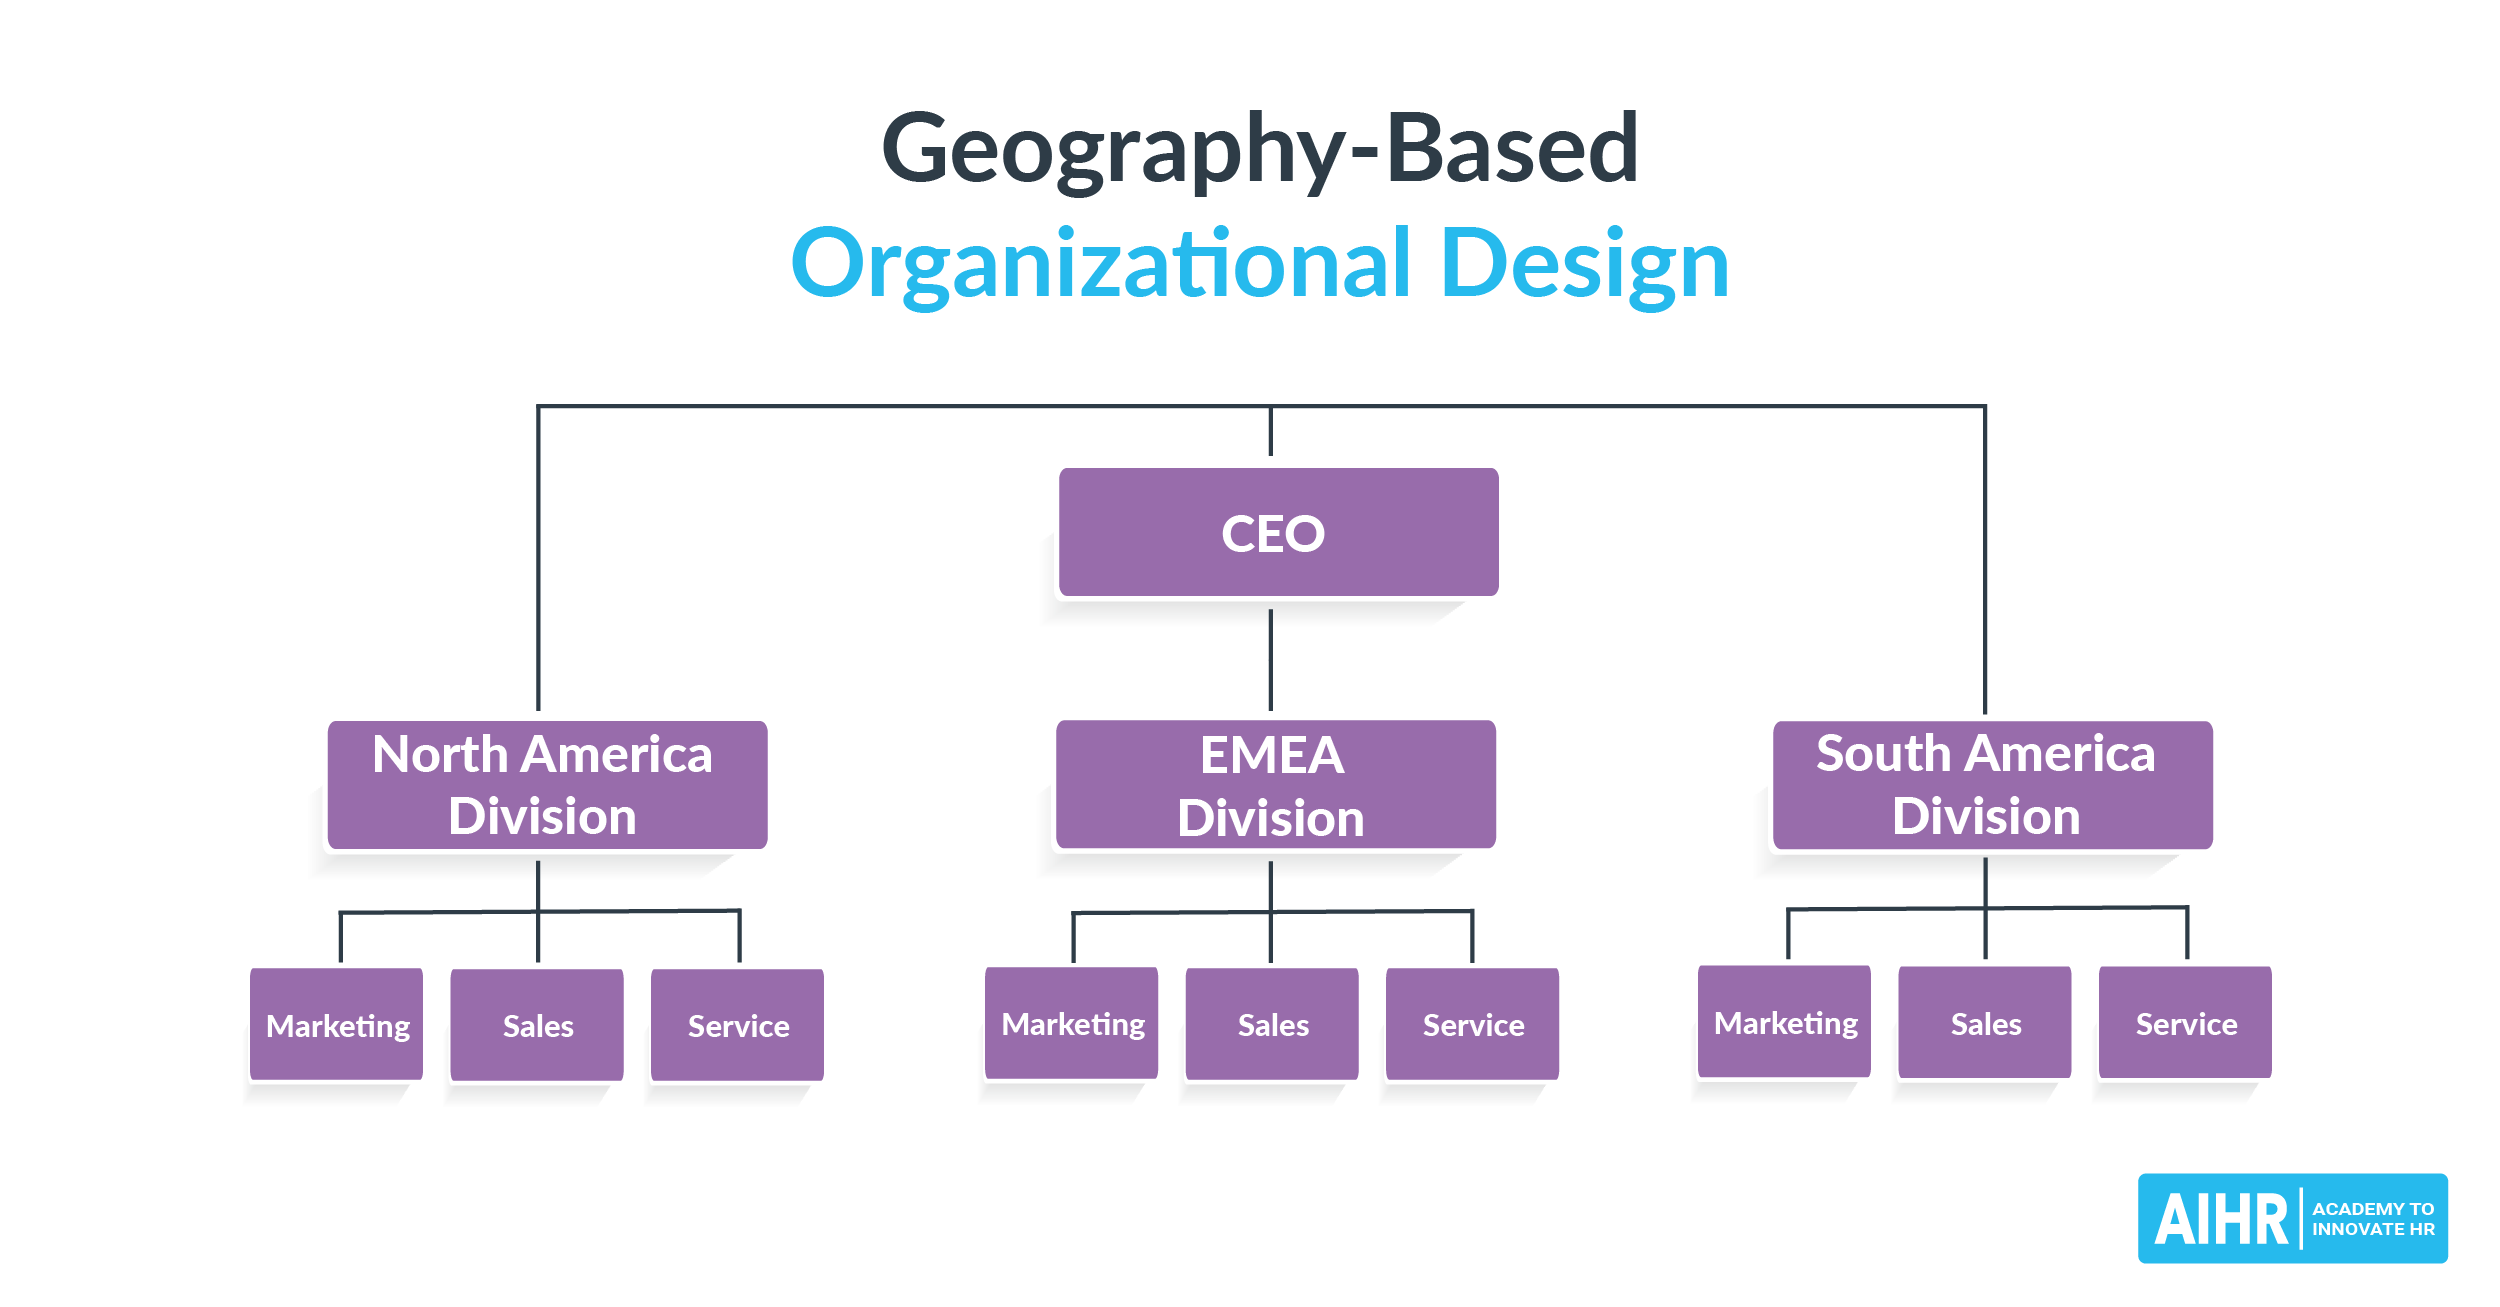 Geography-Based
Organizational Design
CEO
North America
Division
EMEA
Division
South America
Division
Marketing
Sales
Service
Marketing
Sales
Service
Marketing
Sales
Service
AIHR
ACADEMY TO
INNOVATE HR